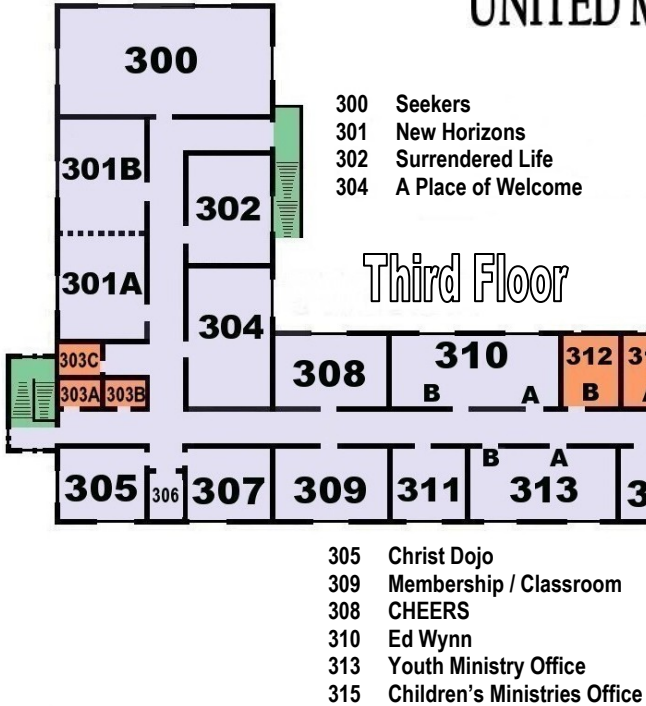 UNITED
300
300 Seekers
301 New Horizons
302 Surrendered Life
304 A Place of Welcome
301B
302
Third Floor
301A
304
303C
303A 303B
308
310
B A
312
B
305 306 307 309 311
B A
313
305 Christ Dojo
309 Membership / Classroom
308 CHEERS
310 Ed Wynn
313 Youth Ministry Office
315 Children's Ministries Office